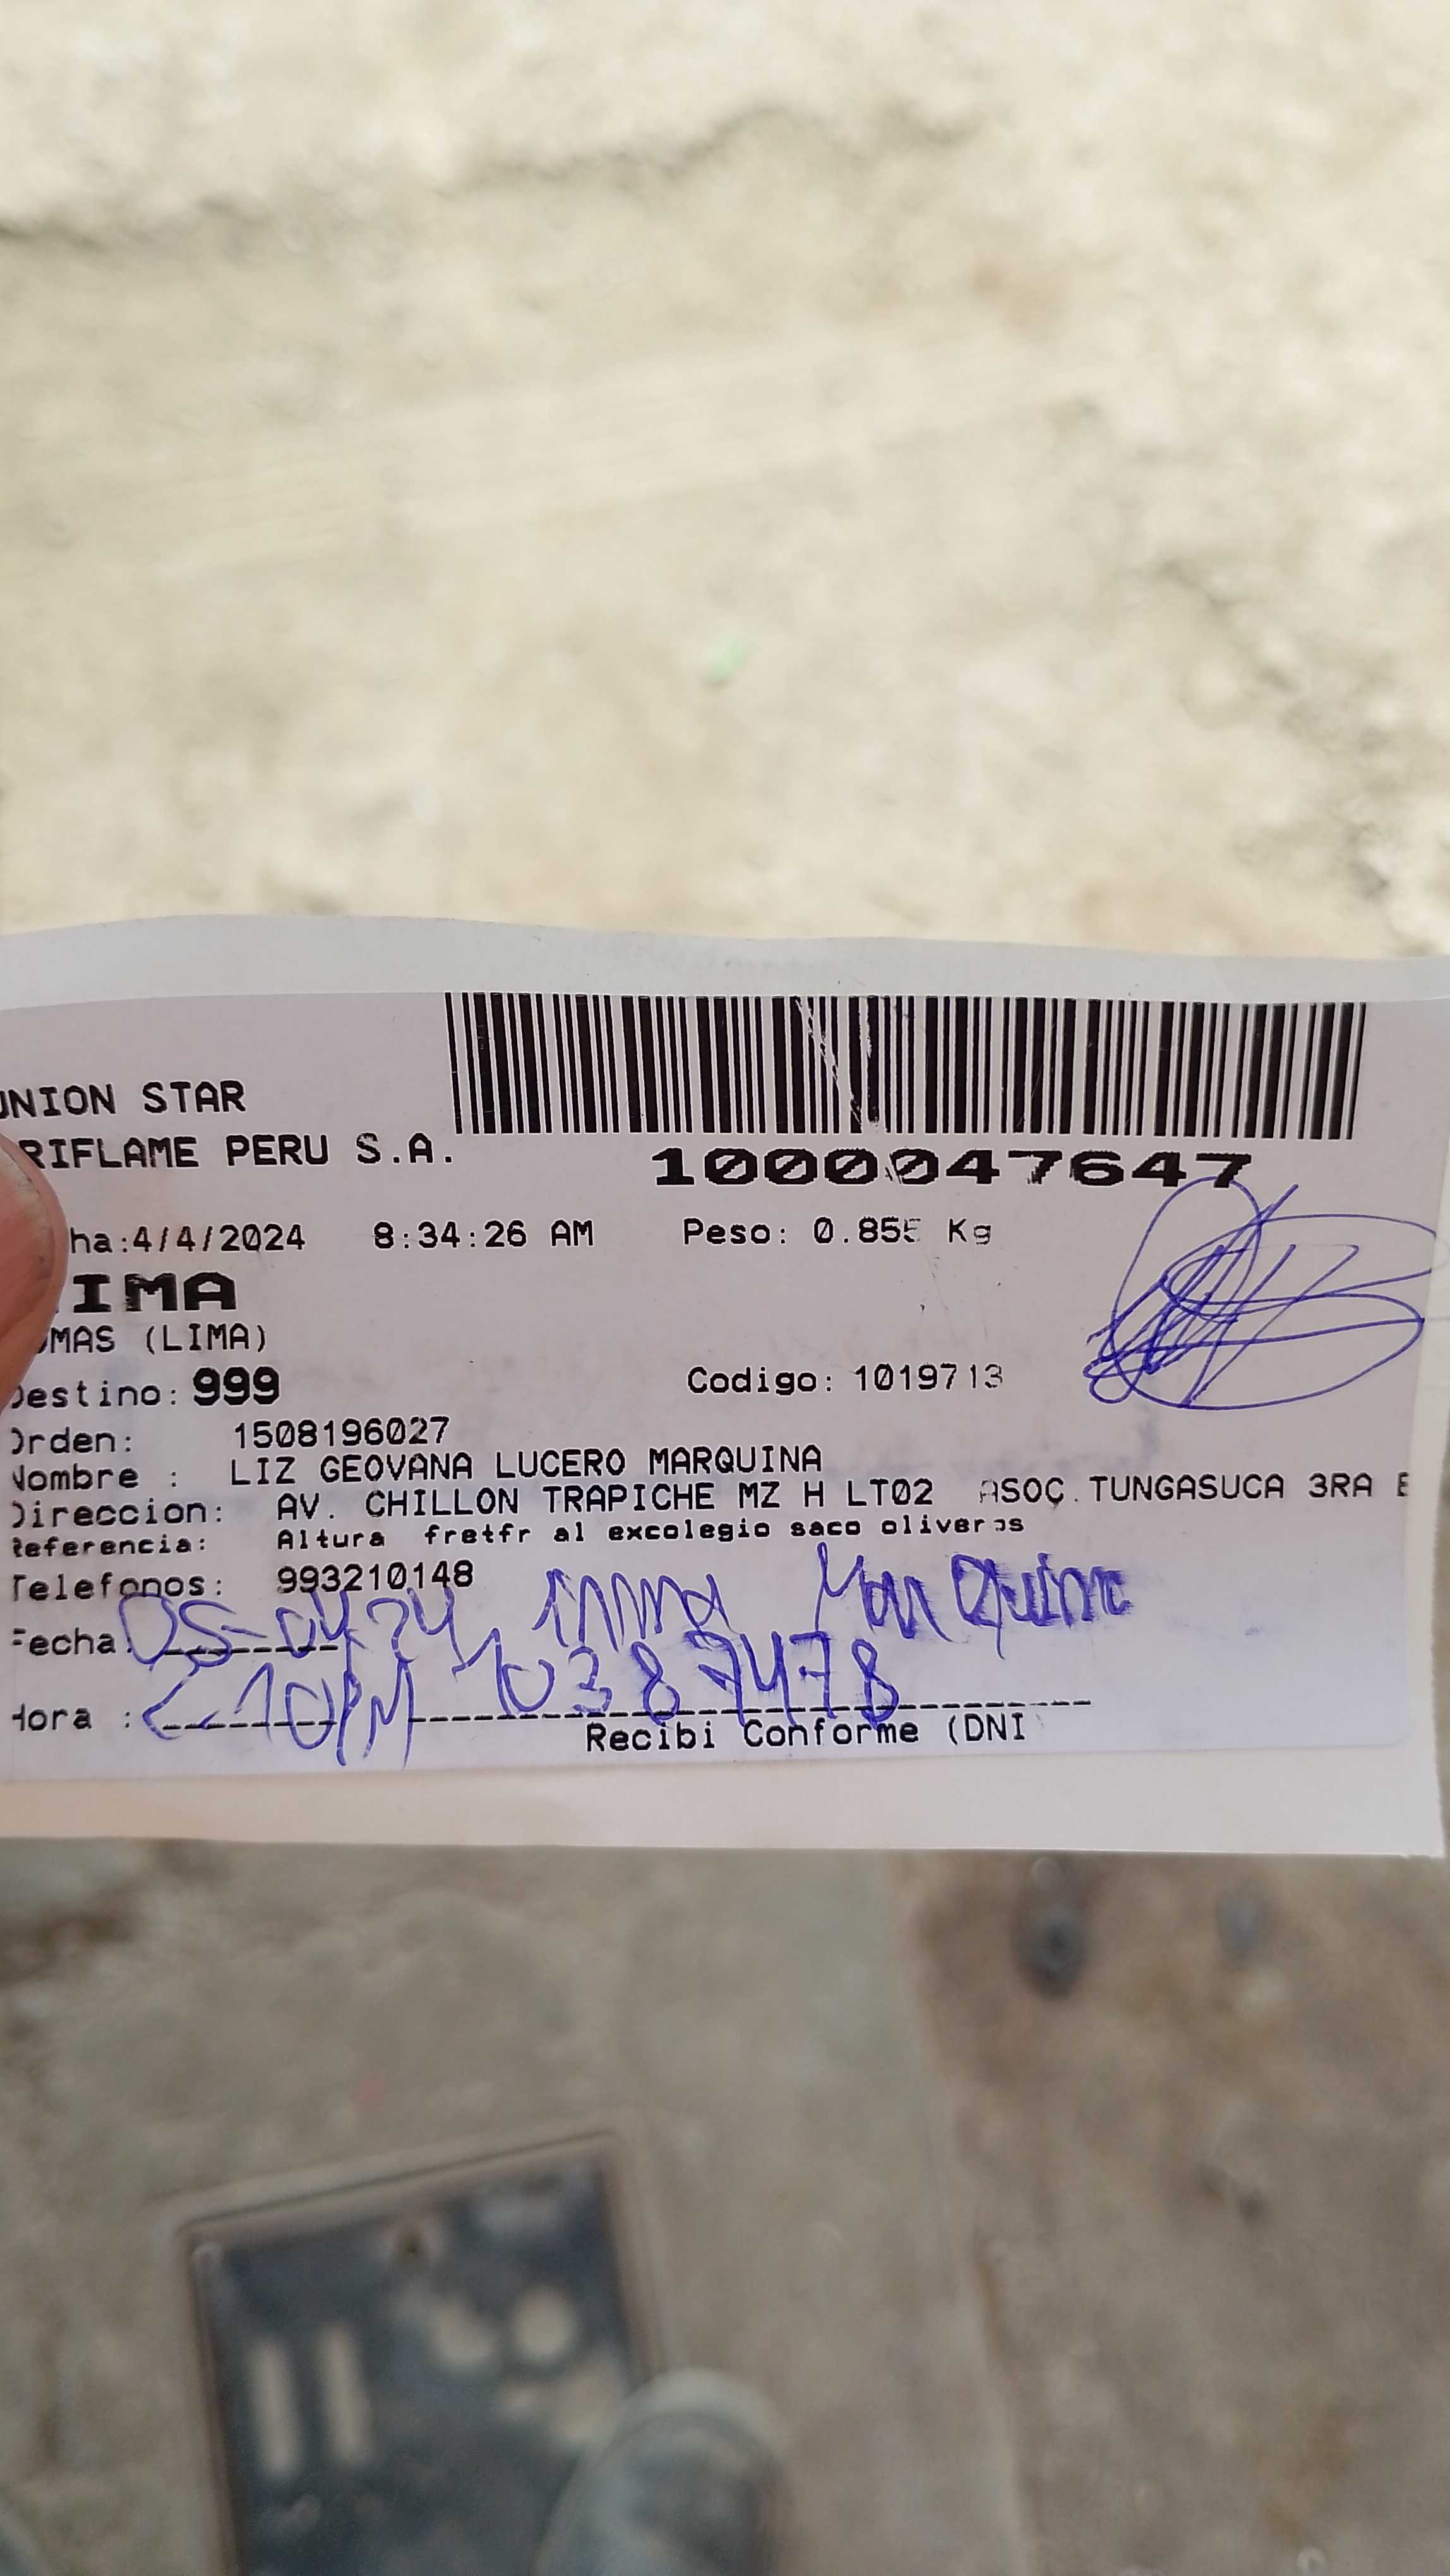 UNION STAR
RIFLAME PERU S.A.
1000047647
ha:4/4/2024 8:34:26 AM Peso: 0.855 Kg
IMA
OMAS (LIMA)
Destino: 999 Codigo: 1019713
Orden: 1508196027
Nombre : LIZ GEOVANA LUCERO MARQUINA
Direccion: AV. CHILLON TRAPICHE MZ H LT02 ASOC.TUNGASUCA 3RA E
Referencia: Altura fretfr al excolegio saco oliveros
Telefonos: 993210148
Fecha: 05-04-24 Marquina
Hora : 2:10PM 10387478
Recibi Conforme (DNI